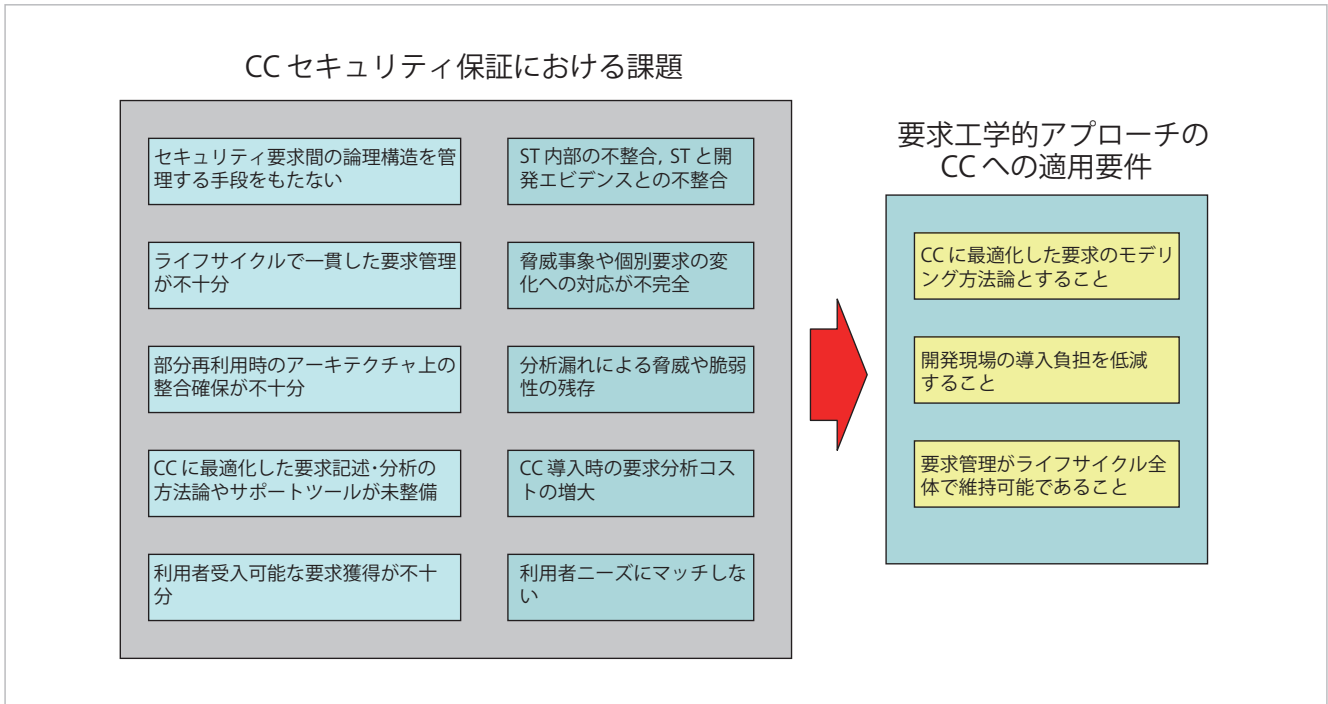 CC セキュリティ保証における課題
セキュリティ要求間の論理構造を管
理する手段をもたない
ST 内部の不整合, ST と開
発エビデンスとの不整合
ライフサイクルで一貫した要求管理
が不十分
脅威事象や個別要求の変
化への対応が不完全
部分再利用時のアーキテクチャ上の
整合確保が不十分
分析漏れによる脅威や脆弱
性の残存
CC に最適化した要求記述･分析の
方法論やサポートツールが未整備
CC 導入時の要求分析コス
トの増大
利用者受入可能な要求獲得が不十
分
利用者ニーズにマッチしな
い
要求工学的アプローチの
CC への適用要件
CC に最適化した要求のモデリ
ング方法論とすること
開発現場の導入負担を低減
すること
要求管理がライフサイクル全
体で維持可能であること